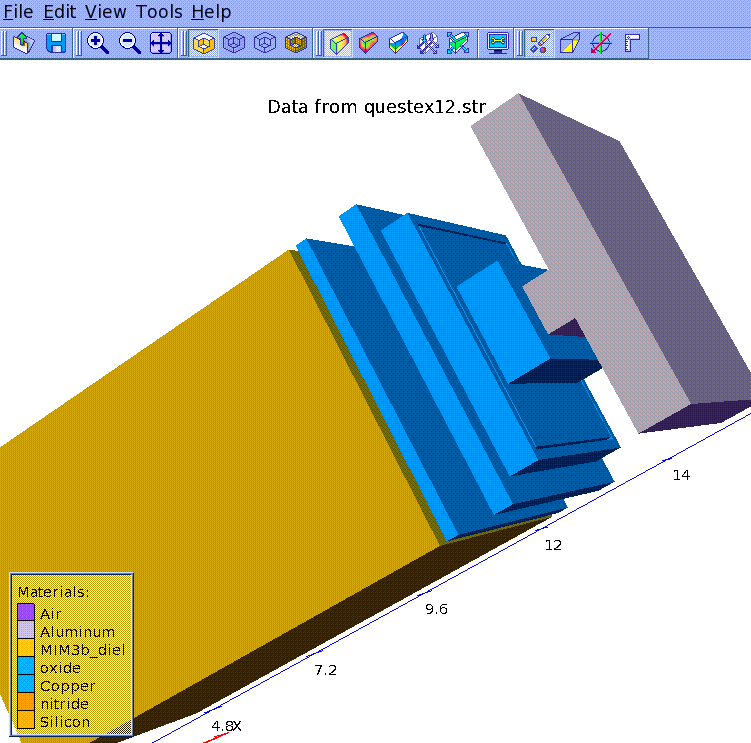 File Edit View Tools Help
Data from questex12.str
14
12
9.6
7.2
4.8 X
Materials:
Air
Aluminum
MIM3b_diel
oxide
Copper
nitride
Silicon